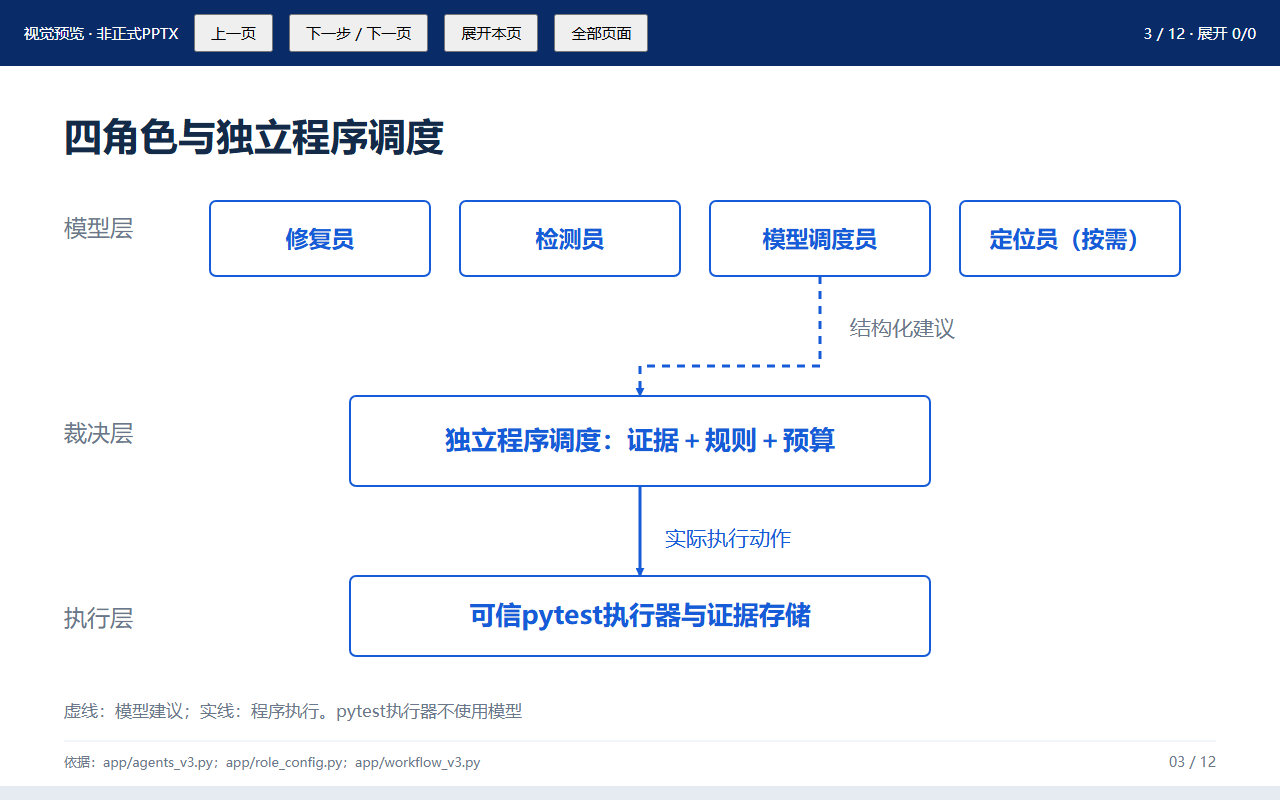 视觉预览 · 非正式PPTX 上一页 下一步 / 下一页 展开本页 全部页面 3 / 12 · 展开 0/0
四角色与独立程序调度
模型层 修复员 检测员 模型调度员 定位员（按需）
结构化建议
裁决层 独立程序调度：证据＋规则＋预算
实际执行动作
执行层 可信pytest执行器与证据存储
虚线：模型建议；实线：程序执行。pytest执行器不使用模型
依据：app/agents_v3.py；app/role_config.py；app/workflow_v3.py 03 / 12